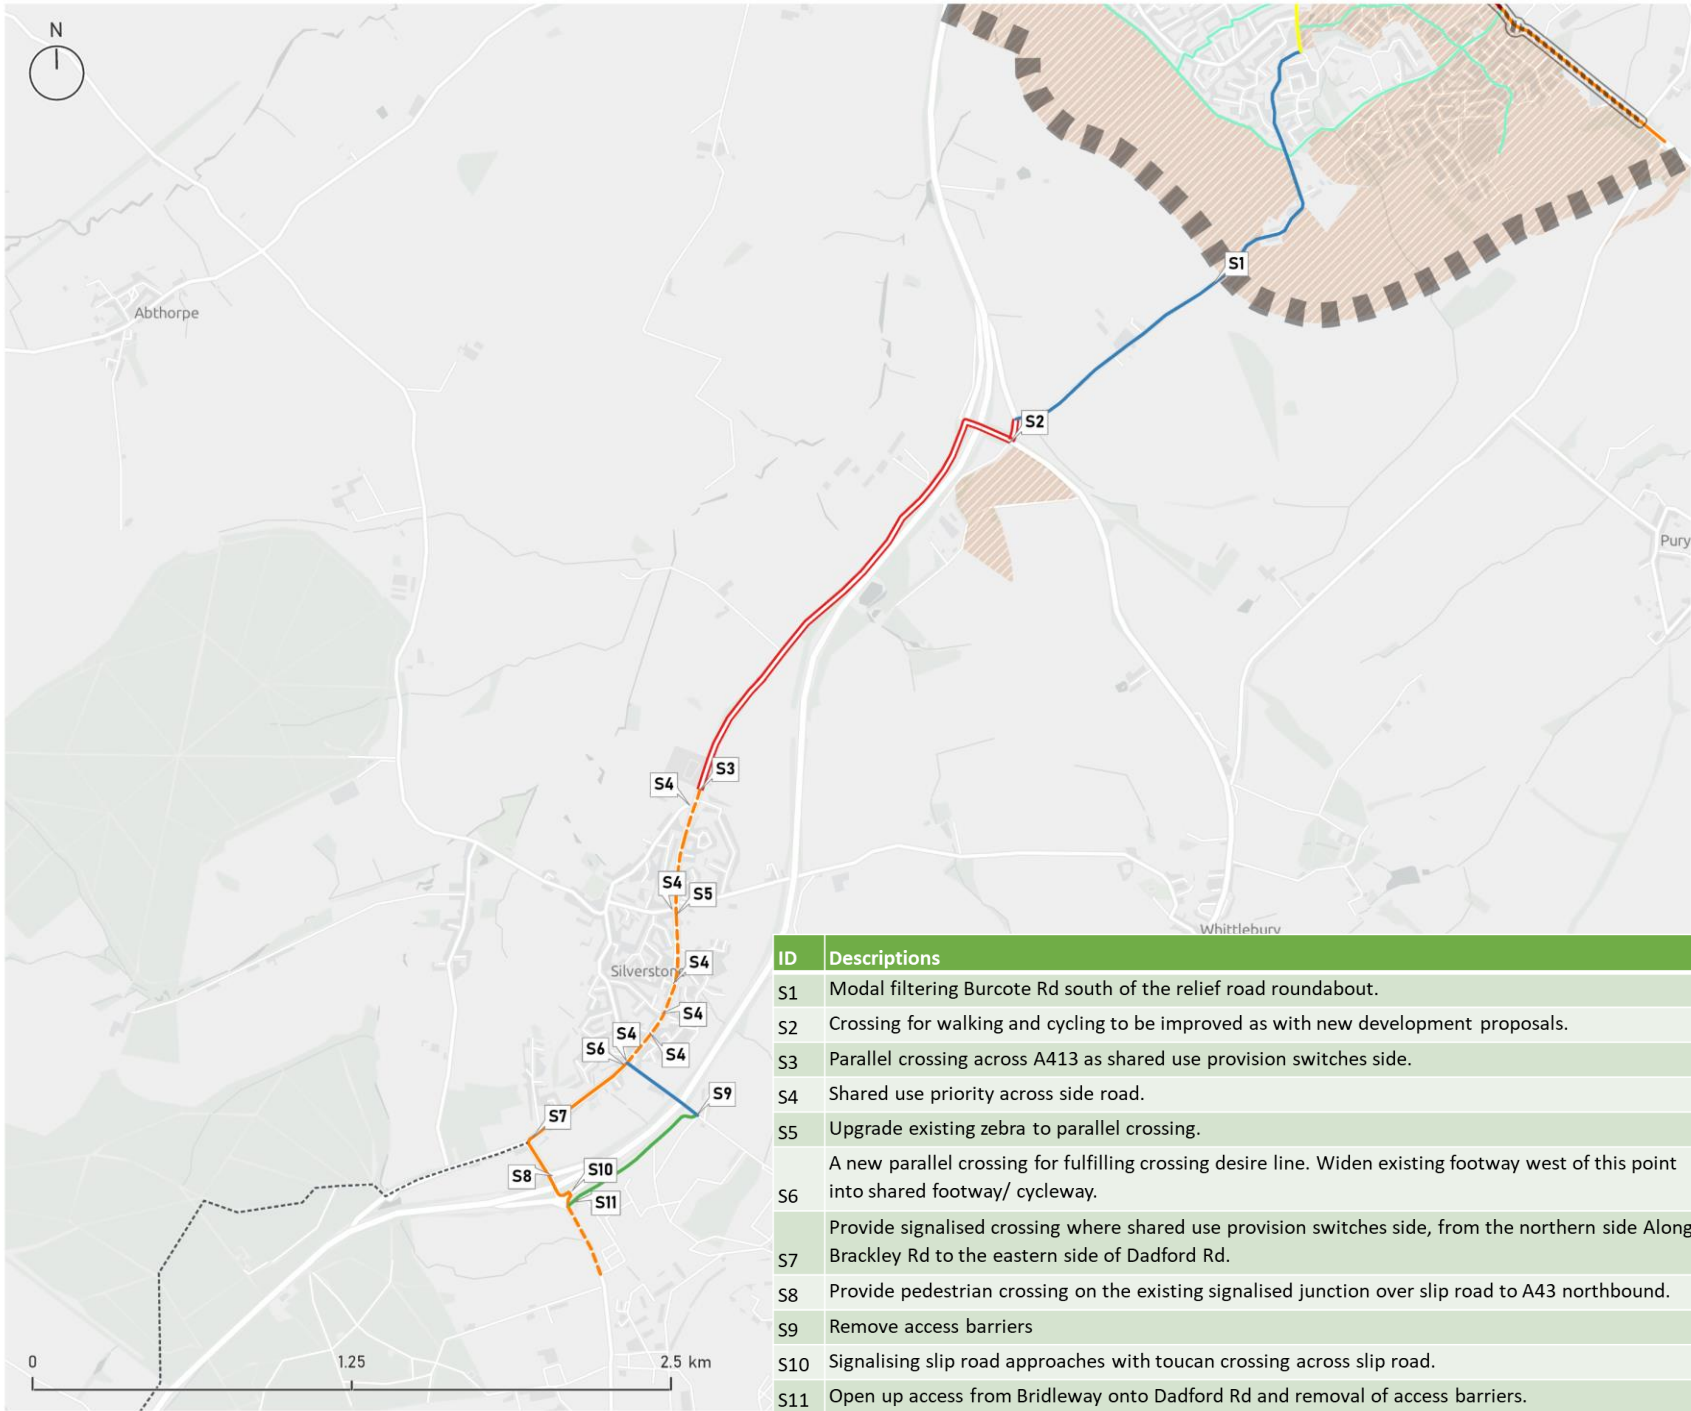 N
S1
Abthorpe
S2
Pury
S3
S4
S4
S5
Whittlebury
S4
Silverston
S4
S4
S6
S4
S9
S7
S10
S8
S11
0
1.25
2.5 km
ID Descriptions
S1 Modal filtering Burcote Rd south of the relief road roundabout.
S2 Crossing for walking and cycling to be improved as with new development proposals.
S3 Parallel crossing across A413 as shared use provision switches side.
S4 Shared use priority across side road.
S5 Upgrade existing zebra to parallel crossing.
S6 A new parallel crossing for fulfilling crossing desire line. Widen existing footway west of this point
into shared footway/ cycleway.
S7 Provide signalised crossing where shared use provision switches side, from the northern side Along
Brackley Rd to the eastern side of Dadford Rd.
S8 Provide pedestrian crossing on the existing signalised junction over slip road to A43 northbound.
S9 Remove access barriers
S10 Signalising slip road approaches with toucan crossing across slip road.
S11 Open up access from Bridleway onto Dadford Rd and removal of access barriers.